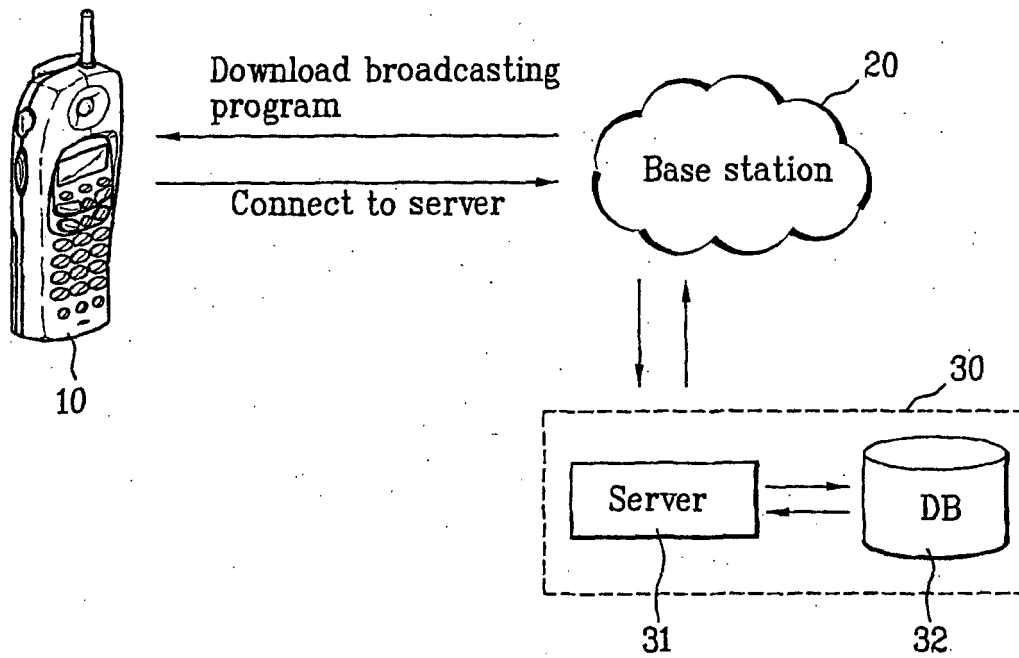 Download broadcasting
program
20
Base station
Connect to server
10
30
Server
DB
31
32